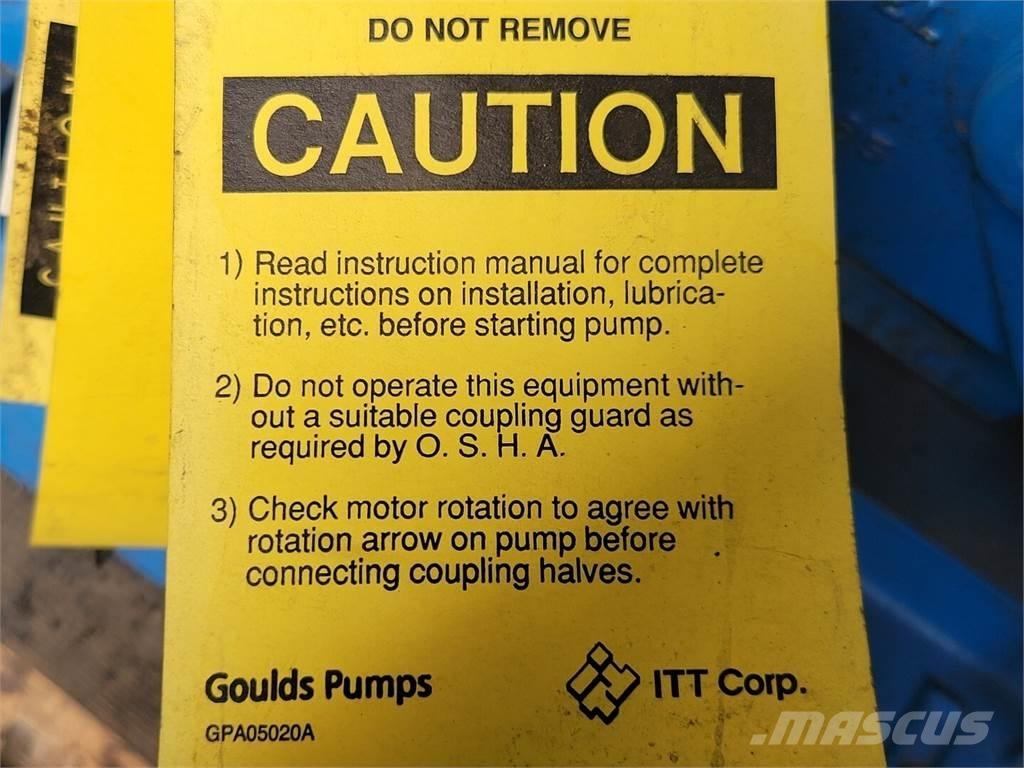 DO NOT REMOVE
CAUTION
1) Read instruction manual for complete
instructions on installation, lubrica-
tion, etc. before starting pump.
2) Do not operate this equipment with-
out a suitable coupling guard as
required by O. S. H. A.
3) Check motor rotation to agree with
rotation arrow on pump before
connecting coupling halves.
Goulds Pumps
ITT Corp.
GPA05020A
MASCUS
CAUTION